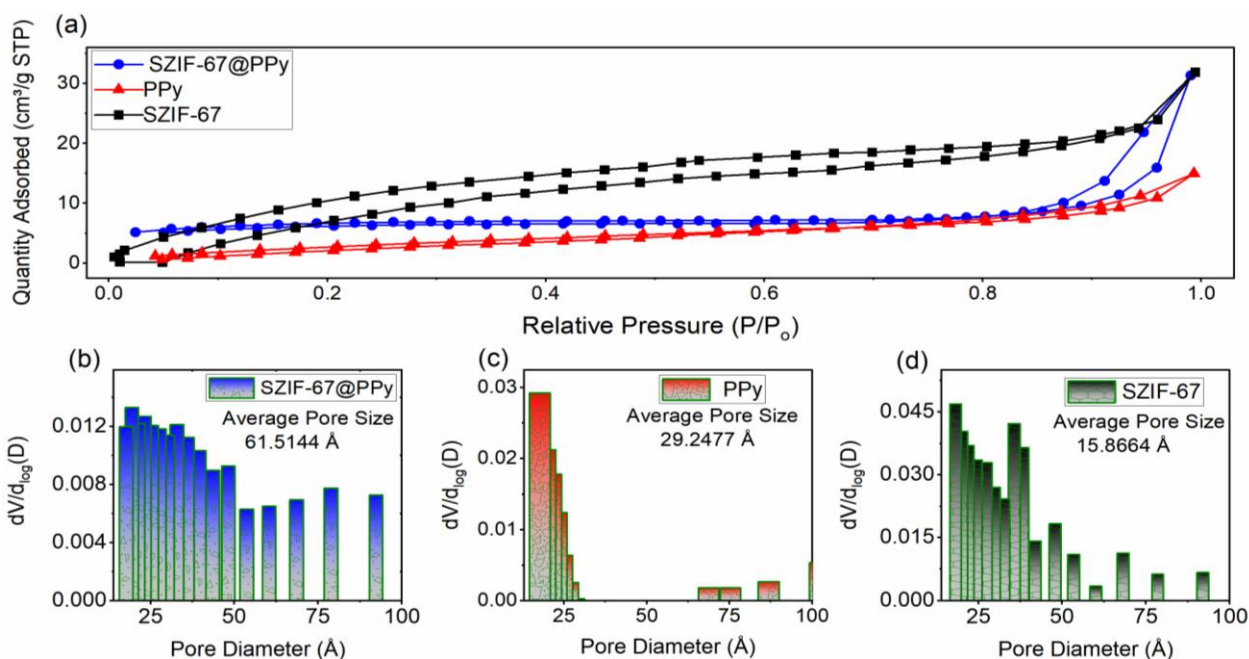 (a)
SZIF-67@PPy
PPy
SZIF-67
Quantity Adsorbed (cm³/g STP)
30
20
10
0
0.0 0.2 0.4 0.6 0.8 1.0
Relative Pressure (P/Po)
(b)
SZIF-67@PPy
Average Pore Size
61.5144 Å
dV/dlog(D)
0.012
0.008
0.004
0.000
25 50 75 100
Pore Diameter (Å)
(c)
PPy
Average Pore Size
29.2477 Å
dV/dlog(D)
0.03
0.02
0.01
0.00
25 50 75 100
Pore Diameter (Å)
(d)
SZIF-67
Average Pore Size
15.8664 Å
dV/dlog(D)
0.045
0.030
0.015
0.000
25 50 75 100
Pore Diameter (Å)